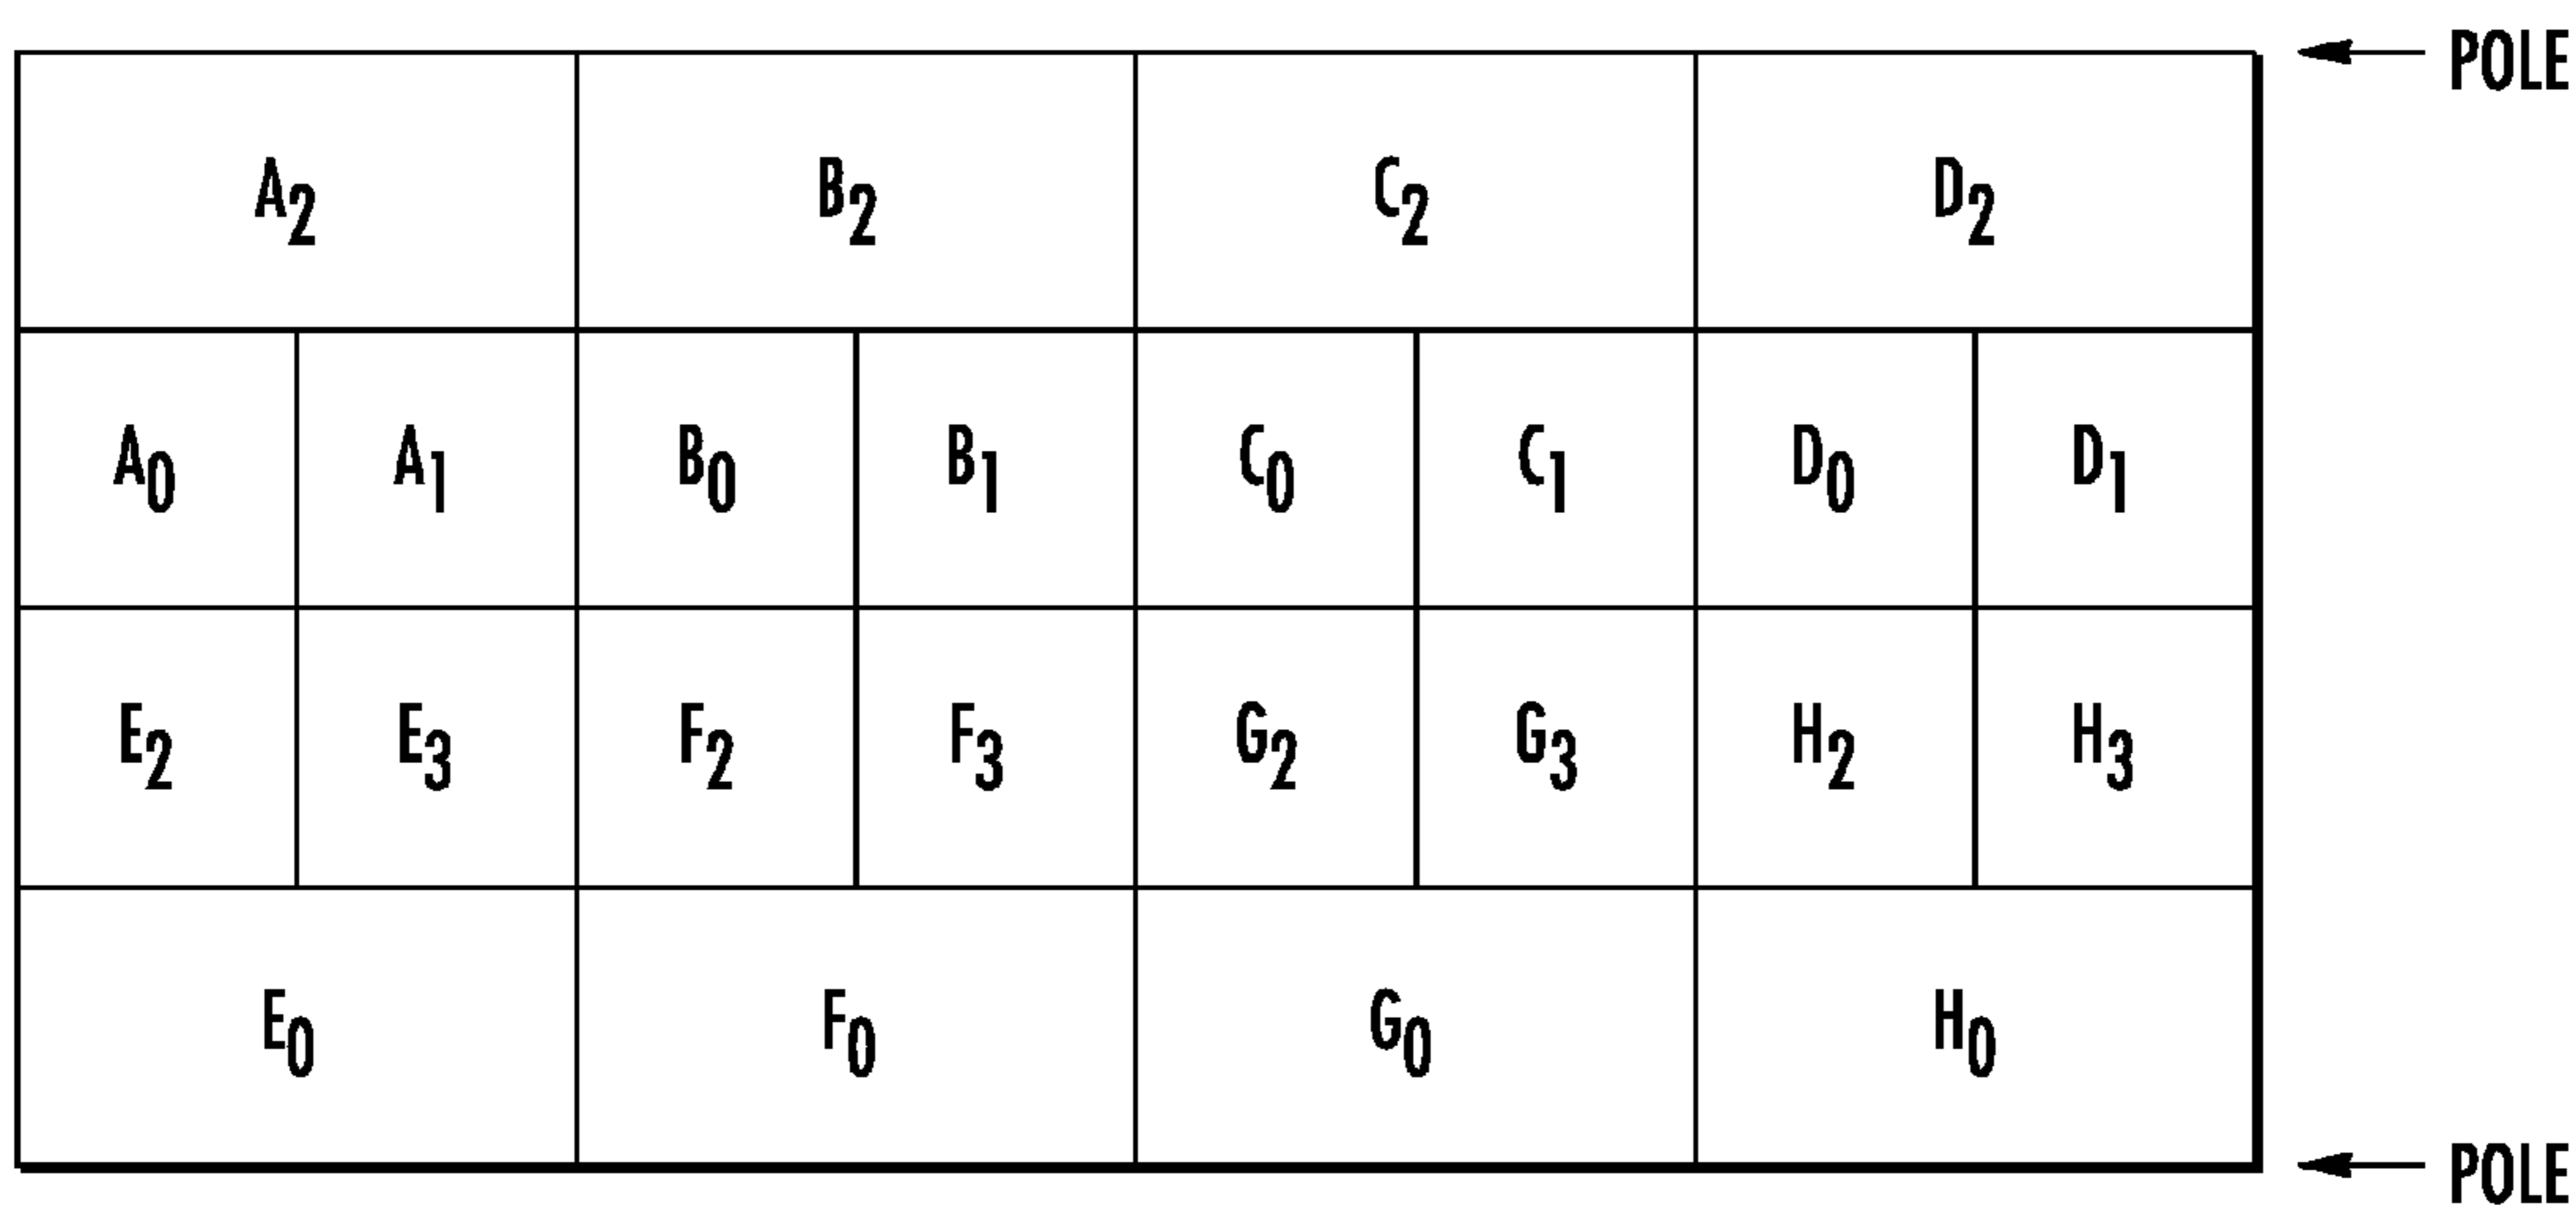 POLE
A2 B2 C2 D2
A0 A1 B0 B1 C0 C1 D0 D1
E2 E3 F2 F3 G2 G3 H2 H3
E0 F0 G0 H0
POLE